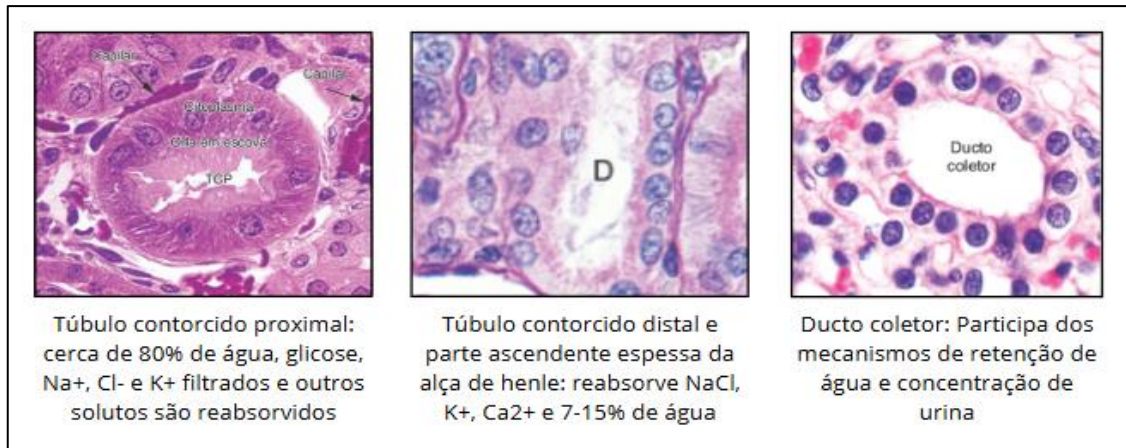 Capilar
Capilar
Citoplasma
Orla em escova
TCP
D
Ducto
coletor
Túbulo contorcido proximal:
cerca de 80% de água, glicose,
Na+, Cl- e K+ filtrados e outros
solutos são reabsorvidos
Túbulo contorcido distal e
parte ascendente espessa da
alça de henle: reabsorve NaCl,
K+, Ca2+ e 7-15% de água
Ducto coletor: Participa dos
mecanismos de retenção de
água e concentração de
urina